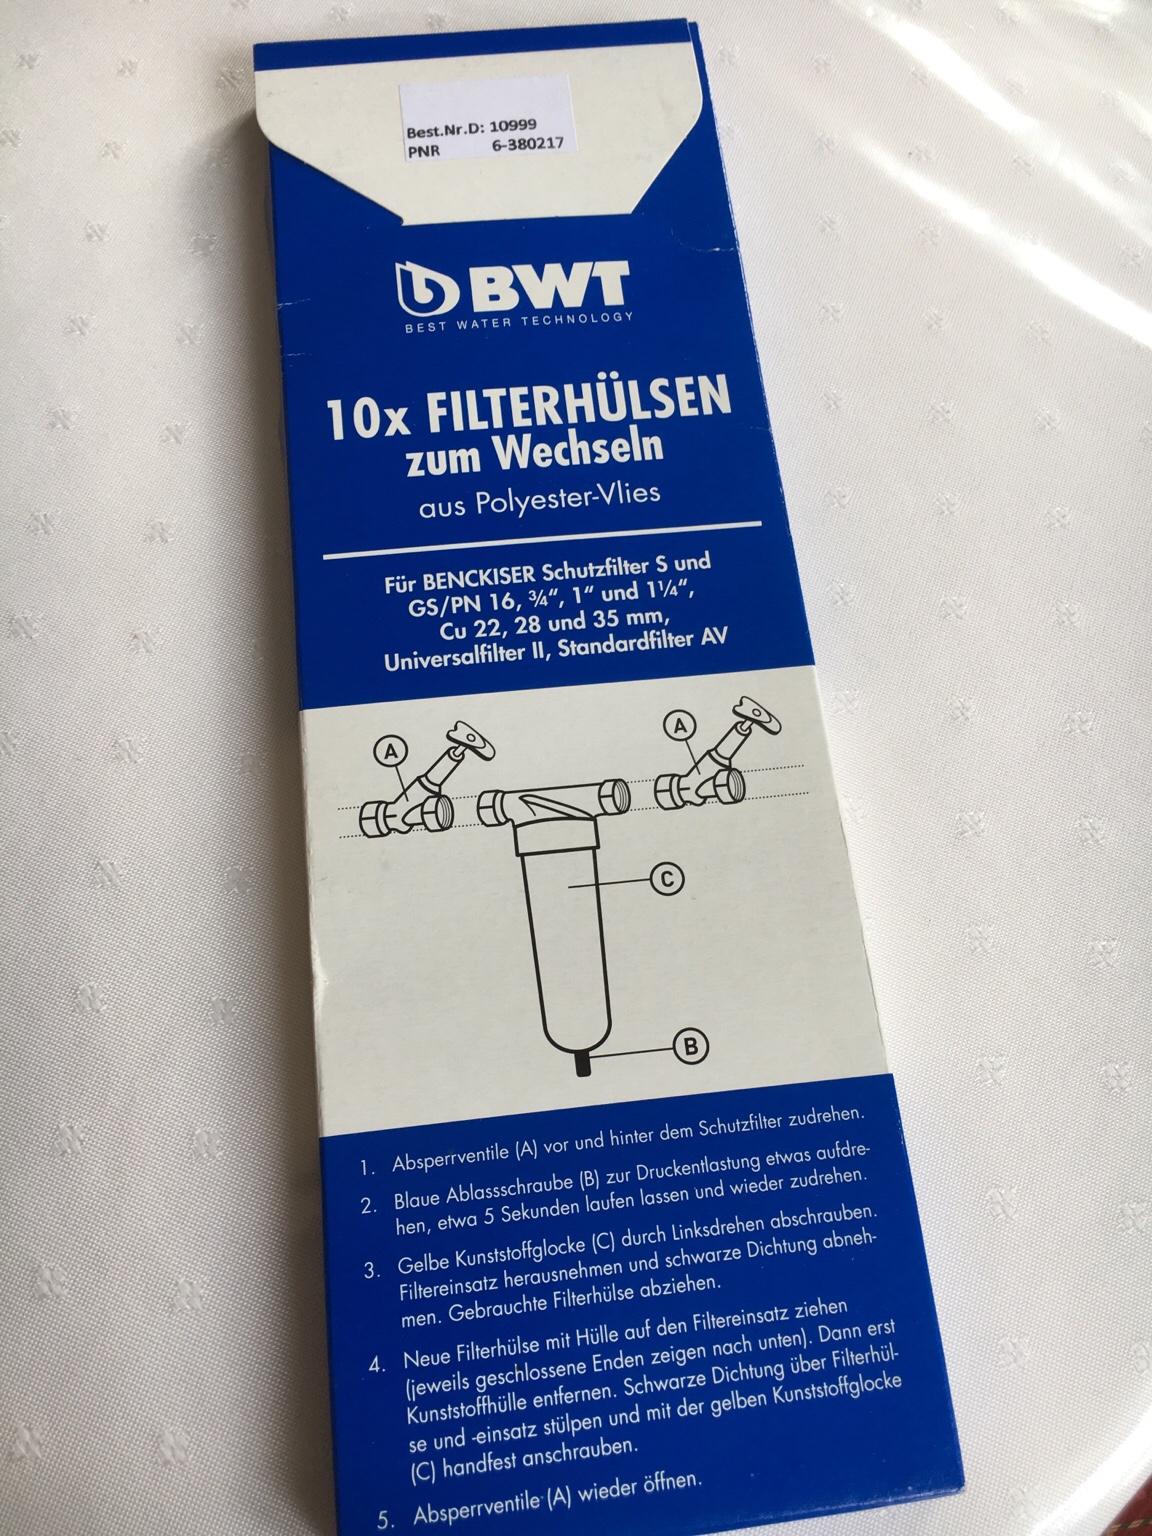 Best.Nr.D: 10999
PNR 6-380217
BWT
BEST WATER TECHNOLOGY
10x FILTERHÜLSEN
zum Wechseln
aus Polyester-Vlies
Für BENCKISER Schutzfilter S und
GS/PN 16, ¾“, 1“ und 1¼“,
Cu 22, 28 und 35 mm,
Universalfilter II, Standardfilter AV
A
A
C
B
1. Absperrventile (A) vor und hinter dem Schutzfilter zudrehen.
2. Blaue Ablassschraube (B) zur Druckentlastung etwas aufdre-
hen, etwa 5 Sekunden laufen lassen und wieder zudrehen.
3. Gelbe Kunststoffglocke (C) durch Linksdrehen abschrauben.
Filtereinsatz herausnehmen und schwarze Dichtung abneh-
men. Gebrauchte Filterhülse abziehen.
4. Neue Filterhülse mit Hülle auf den Filtereinsatz ziehen
(jeweils geschlossene Enden zeigen nach unten). Dann erst
Kunststoffhülle entfernen. Schwarze Dichtung über Filterhül-
se und -einsatz stülpen und mit der gelben Kunststoffglocke
(C) handfest anschrauben.
5. Absperrventile (A) wieder öffnen.